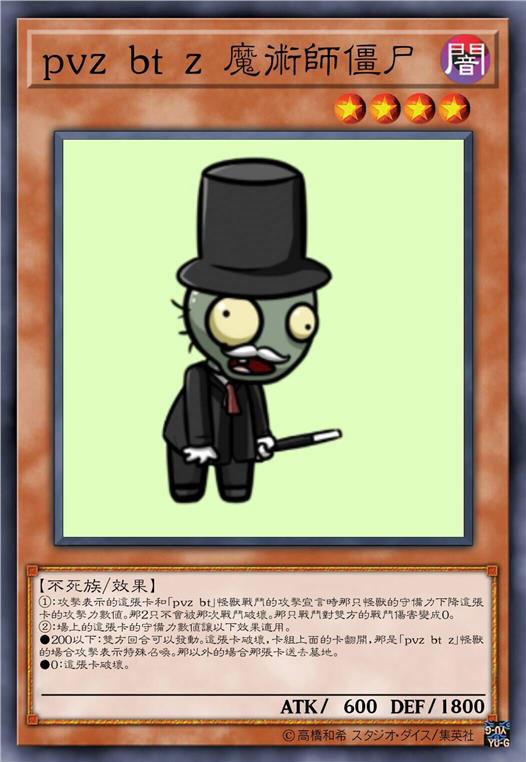 pvz bt z 魔術師僵尸
闇
【不死族/效果】
①:攻擊表示的這張卡和「pvz bt」怪獸戰鬥的攻擊宣言時那只怪獸的守備力下降這張
卡的攻擊力數值。那2只不會被那次戰鬥破壞。那只戰鬥對雙方的戰鬥傷害變成0。
②:場上的這張卡的守備力數值讓以下效果適用。
●200以下:雙方回合可以發動。這張卡破壞,卡組上面的卡翻開,那是「pvz bt z」怪獸
的場合攻擊表示特殊召喚。那以外的場合那張卡送去墓地。
●0:這張卡破壞。
ATK/ 600 DEF/1800
©高橋和希 スタジオ・ダイス/集英社
YU-G